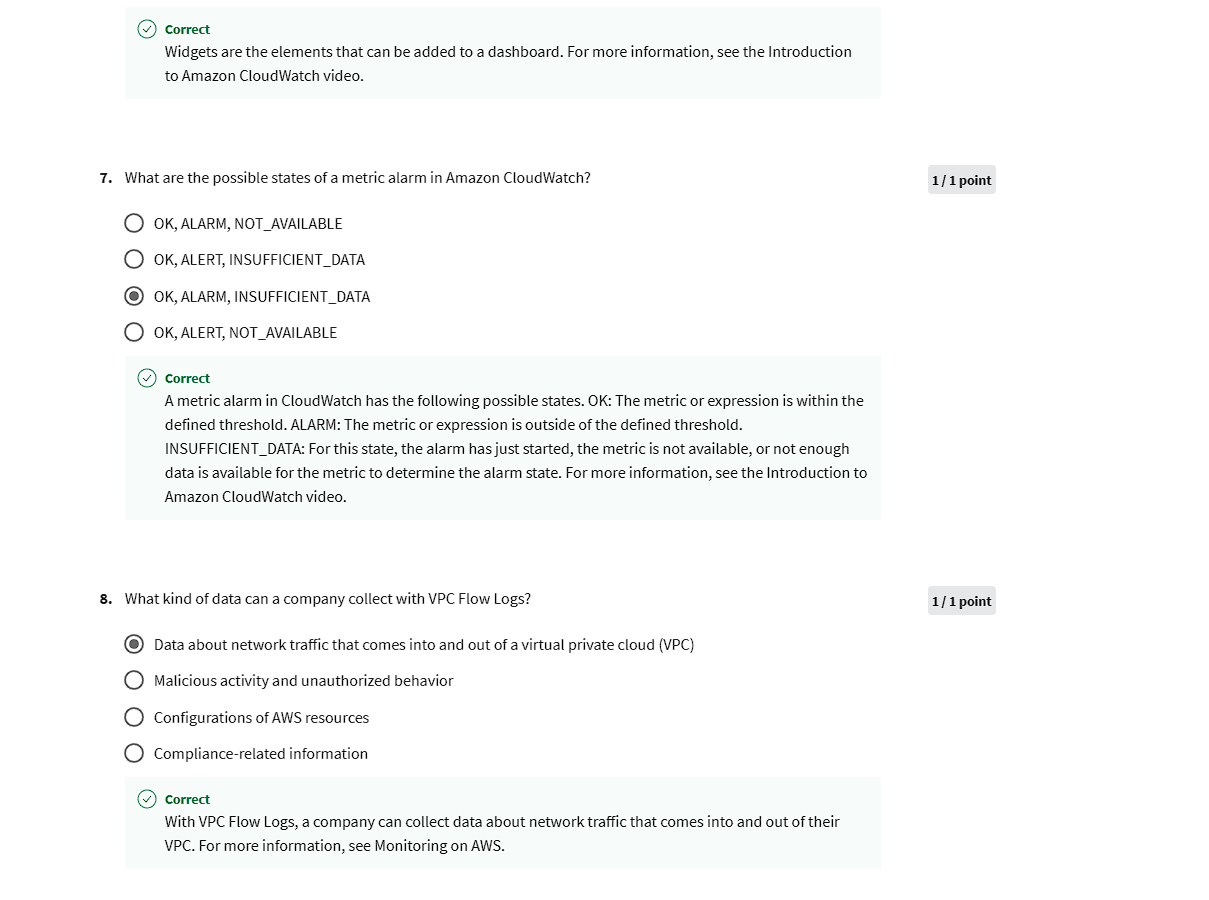 Correct
Widgets are the elements that can be added to a dashboard. For more information, see the Introduction
to Amazon CloudWatch video.
7. What are the possible states of a metric alarm in Amazon CloudWatch?
1 / 1 point
OK, ALARM, NOT_AVAILABLE
OK, ALERT, INSUFFICIENT_DATA
OK, ALARM, INSUFFICIENT_DATA
OK, ALERT, NOT_AVAILABLE
Correct
A metric alarm in CloudWatch has the following possible states. OK: The metric or expression is within the
defined threshold. ALARM: The metric or expression is outside of the defined threshold.
INSUFFICIENT_DATA: For this state, the alarm has just started, the metric is not available, or not enough
data is available for the metric to determine the alarm state. For more information, see the Introduction to
Amazon CloudWatch video.
8. What kind of data can a company collect with VPC Flow Logs?
1 / 1 point
Data about network traffic that comes into and out of a virtual private cloud (VPC)
Malicious activity and unauthorized behavior
Configurations of AWS resources
Compliance-related information
Correct
With VPC Flow Logs, a company can collect data about network traffic that comes into and out of their
VPC. For more information, see Monitoring on AWS.